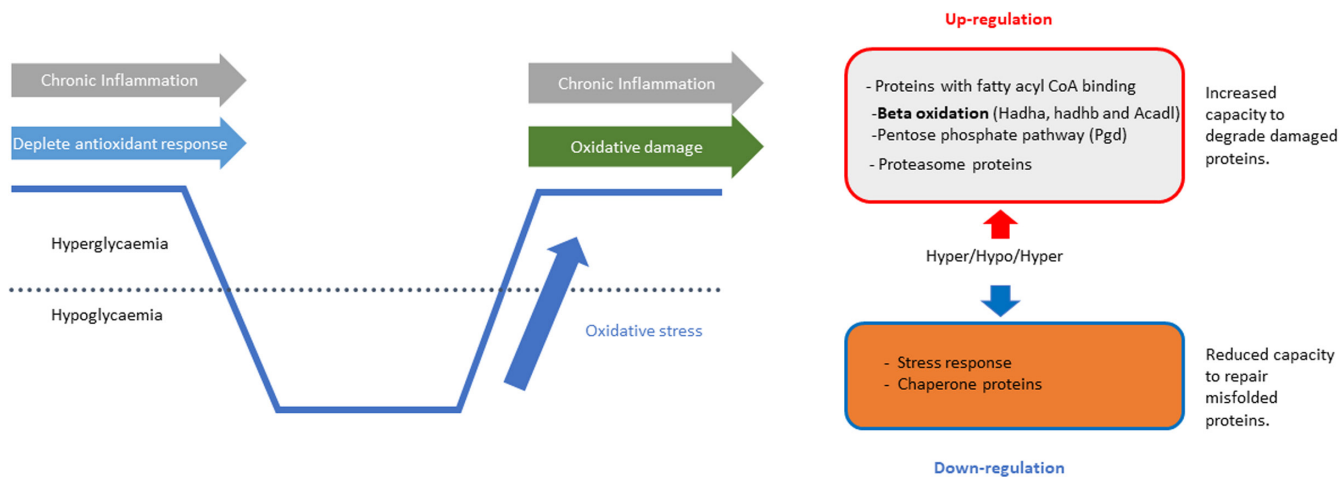 Chronic Inflammation
Deplete antioxidant response
Hyperglycaemia
Hypoglycaemia
Chronic Inflammation
Oxidative damage
Oxidative stress
Up-regulation
- Proteins with fatty acyl CoA binding
-Beta oxidation (Hadha, hadhb and Acadl)
-Pentose phosphate pathway (Pgd)
- Proteasome proteins
Increased
capacity to
degrade damaged
proteins.
Hyper/Hypo/Hyper
- Stress response
- Chaperone proteins
Reduced capacity
to repair
misfolded
proteins.
Down-regulation